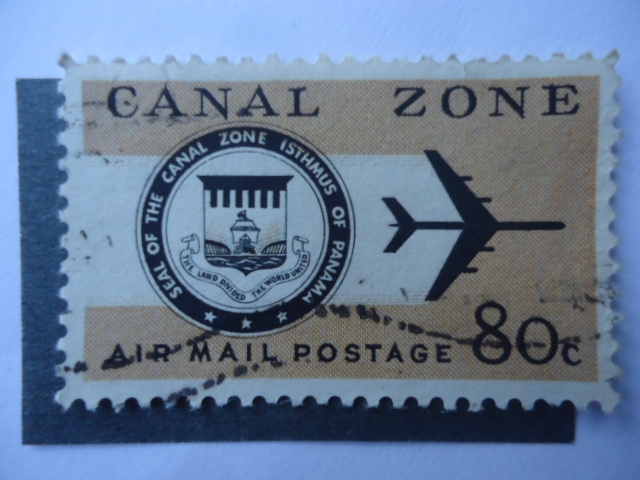 CANAL ZONE
SEAL OF THE CANAL ZONE ISTHMUS OF PANAMA
THE LAND DIVIDED THE WORLD UNITED
AIR MAIL POSTAGE 80c